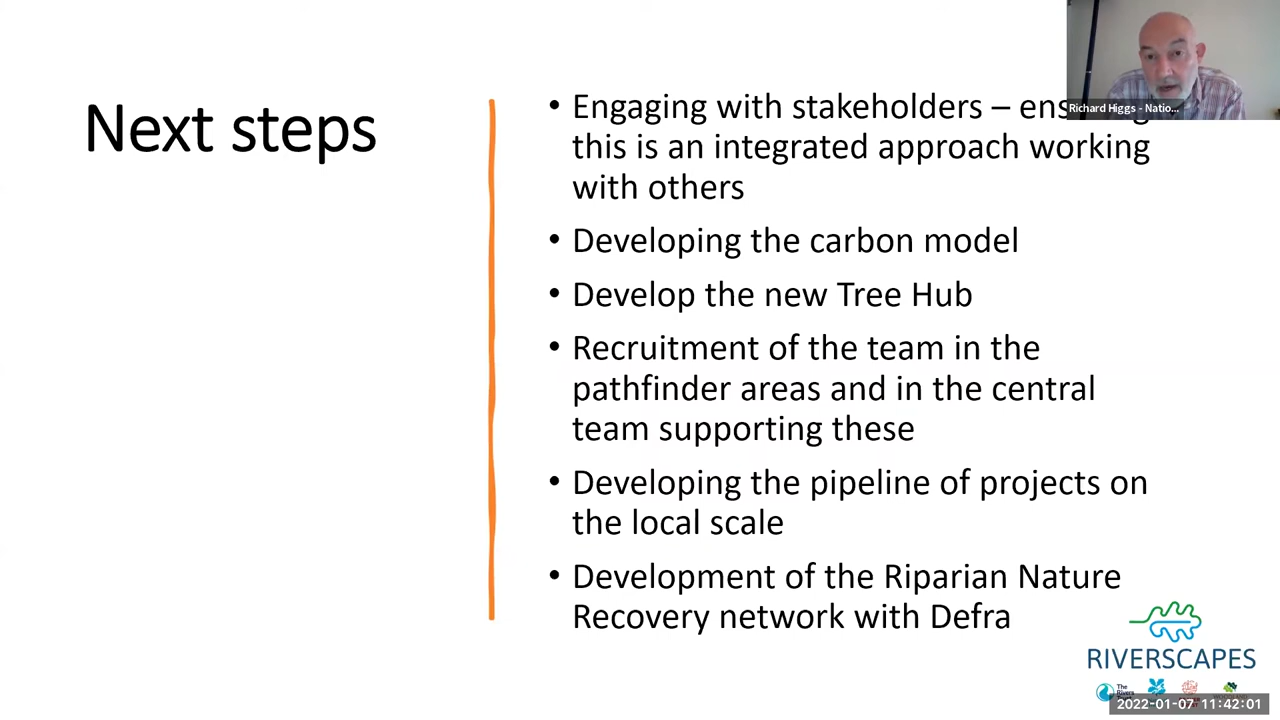 Next steps
• Engaging with stakeholders –
this is an integrated approach working
with others
• Developing the carbon model
• Develop the new Tree Hub
• Recruitment of the team in the
pathfinder areas and in the central
team supporting these
• Developing the pipeline of projects on
the local scale
• Development of the Riparian Nature
Recovery network with Defra
Richard Higgs - Natio...
RIVERSCAPES
The
Rivers
2022-01-07 11:42:01